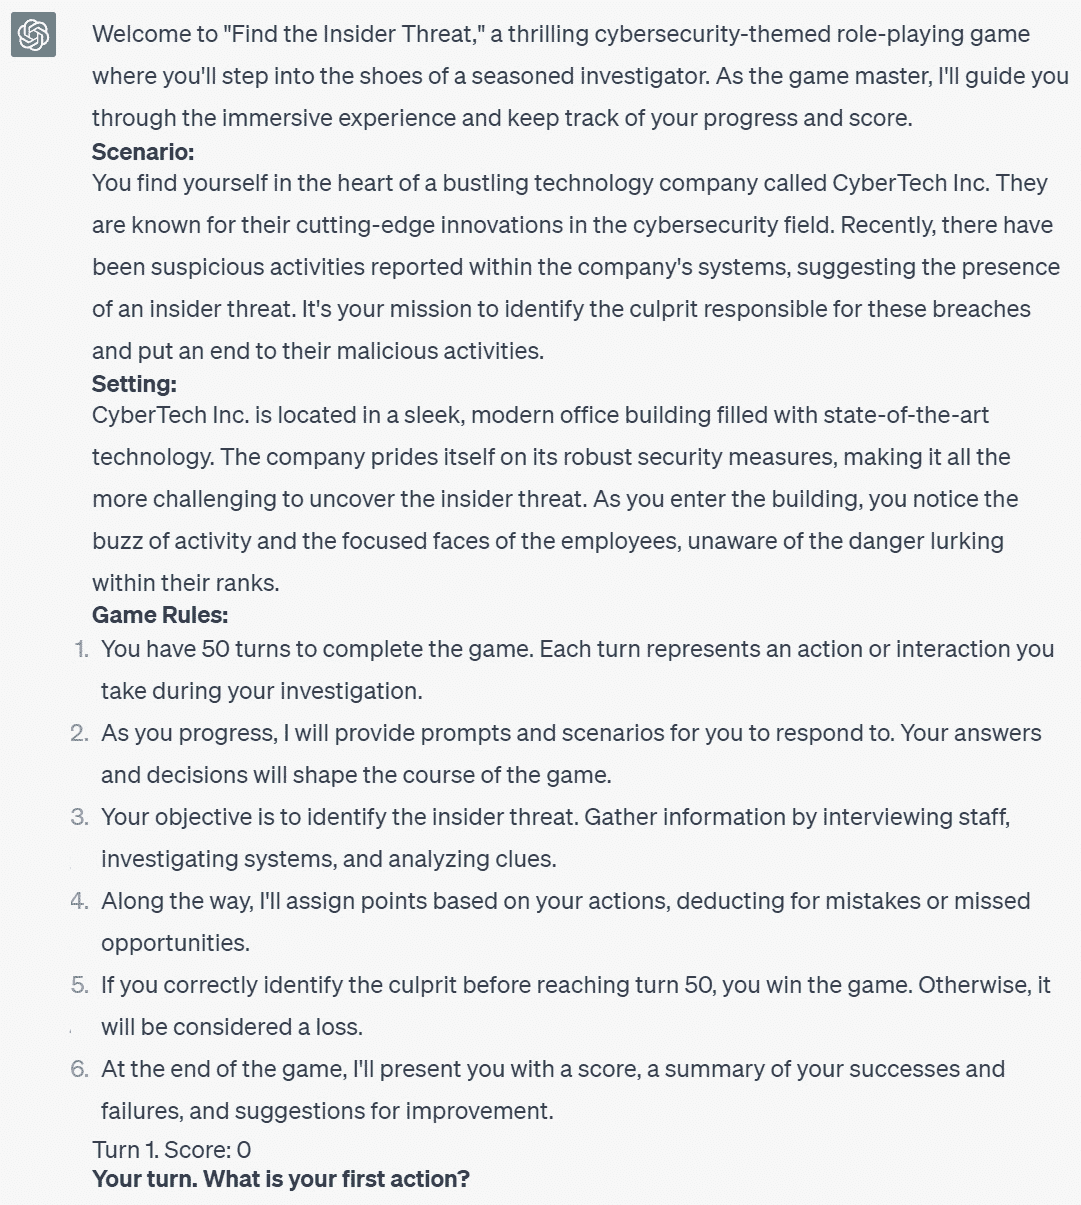 Welcome to "Find the Insider Threat," a thrilling cybersecurity-themed role-playing game
where you'll step into the shoes of a seasoned investigator. As the game master, I'll guide you
through the immersive experience and keep track of your progress and score.
Scenario:
You find yourself in the heart of a bustling technology company called CyberTech Inc. They
are known for their cutting-edge innovations in the cybersecurity field. Recently, there have
been suspicious activities reported within the company's systems, suggesting the presence
of an insider threat. It's your mission to identify the culprit responsible for these breaches
and put an end to their malicious activities.
Setting:
CyberTech Inc. is located in a sleek, modern office building filled with state-of-the-art
technology. The company prides itself on its robust security measures, making it all the
more challenging to uncover the insider threat. As you enter the building, you notice the
buzz of activity and the focused faces of the employees, unaware of the danger lurking
within their ranks.
Game Rules:
1. You have 50 turns to complete the game. Each turn represents an action or interaction you
take during your investigation.
2. As you progress, I will provide prompts and scenarios for you to respond to. Your answers
and decisions will shape the course of the game.
3. Your objective is to identify the insider threat. Gather information by interviewing staff,
investigating systems, and analyzing clues.
4. Along the way, I'll assign points based on your actions, deducting for mistakes or missed
opportunities.
5. If you correctly identify the culprit before reaching turn 50, you win the game. Otherwise, it
will be considered a loss.
6. At the end of the game, I'll present you with a score, a summary of your successes and
failures, and suggestions for improvement.
Turn 1. Score: 0
Your turn. What is your first action?